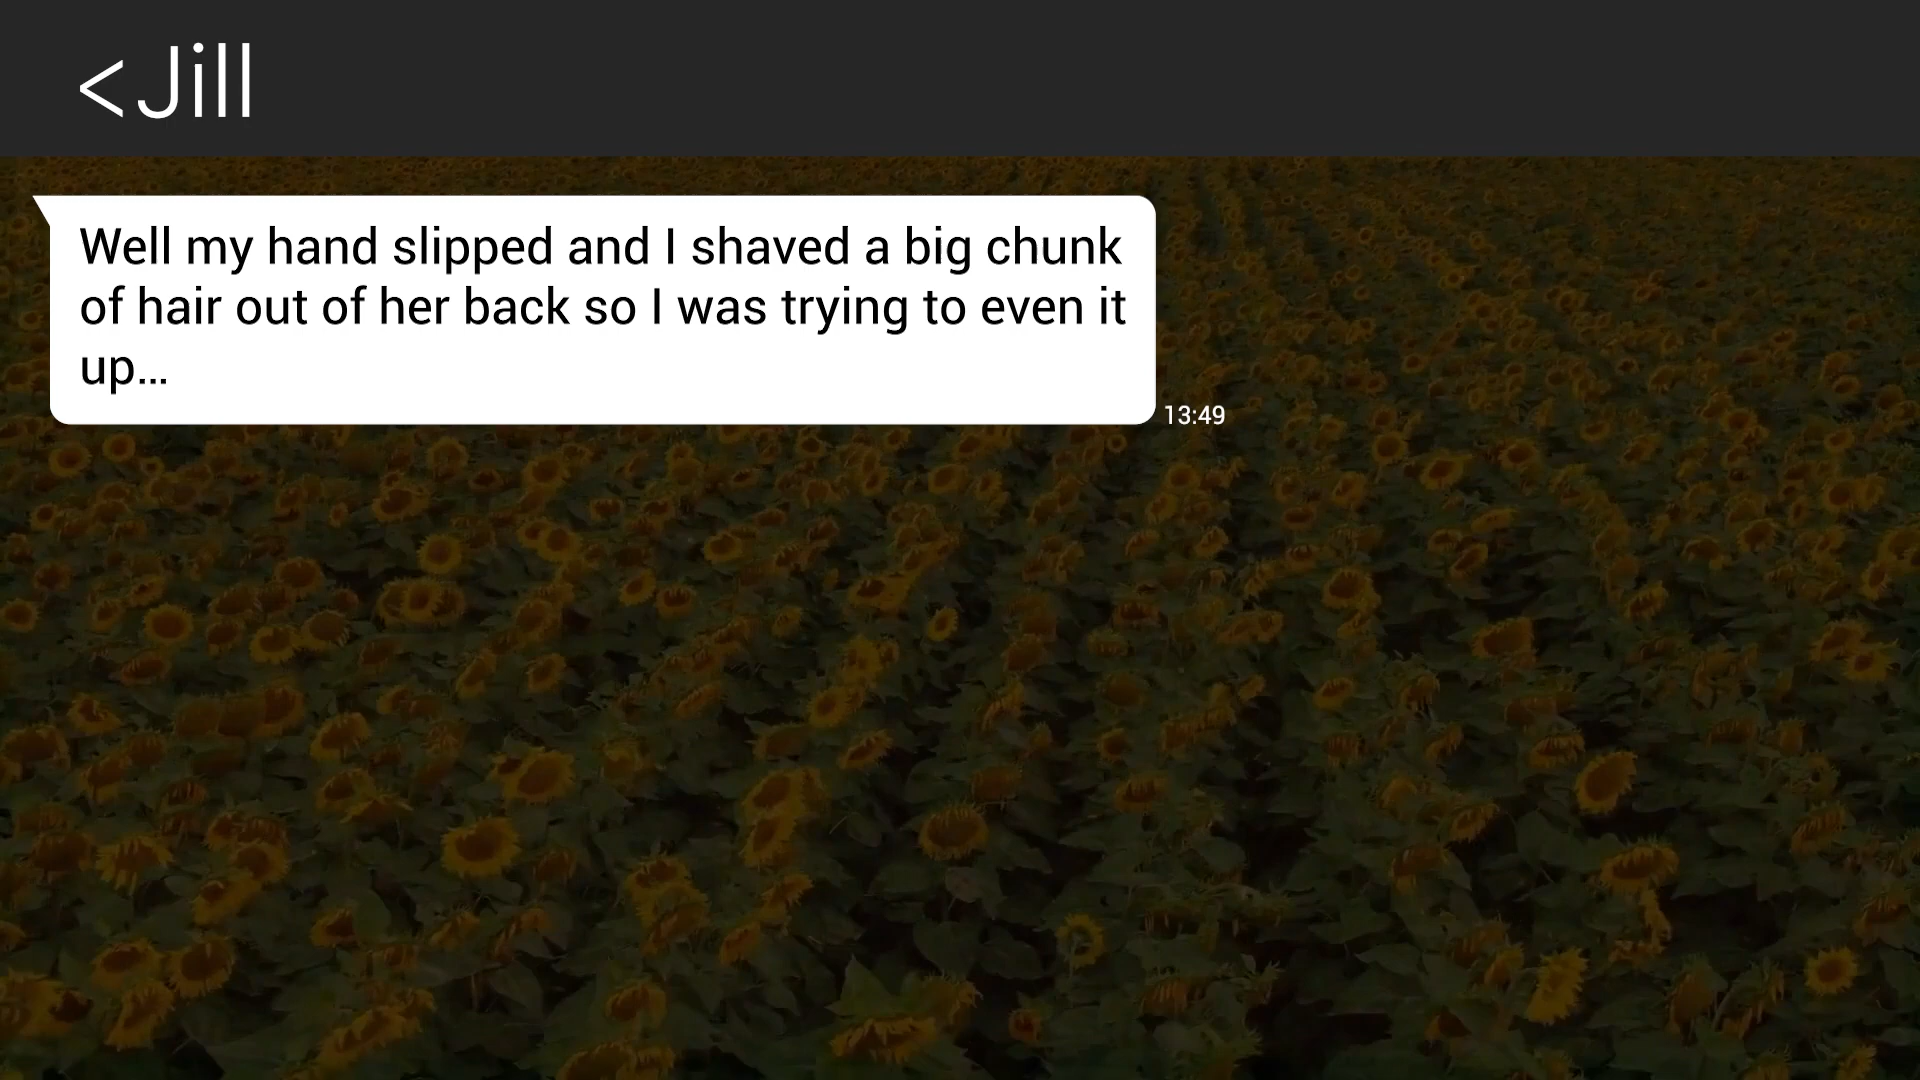 <Jill
Well my hand slipped and I shaved a big chunk
of hair out of her back so I was trying to even it
up...
13:49